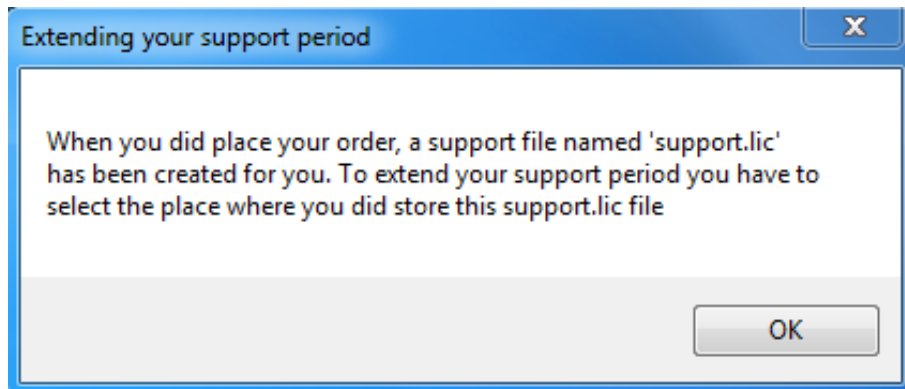 Extending your support period
When you did place your order, a support file named 'support.lic'
has been created for you. To extend your support period you have to
select the place where you did store this support.lic file
OK